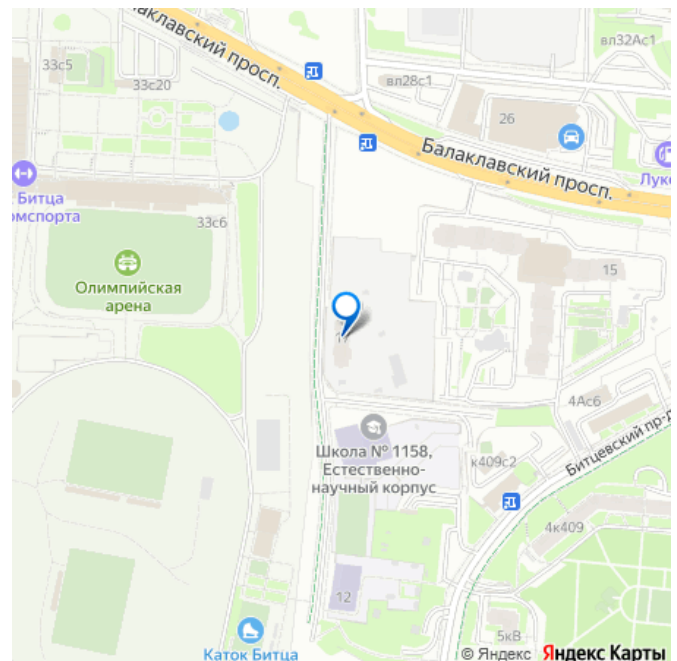 Балаклавский просп.
вл32Ас1
33с5
33с20
вл28с1
26
Балаклавский просп.
Луко
Битца
омспорта
33с6
15
Олимпийская
арена
4Ас6
Школа № 1158,
Естественно-
научный корпус
к409с2
Битцевский пр-д
4к409
12
5кВ
Каток Битца
© Яндекс Яндекс Карты